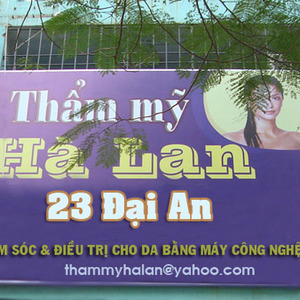 Thẩm mỹ
Hà Lan
23 Đại An
SÓC & ĐIỀU TRỊ CHO DA BẰNG MÁY CÔNG NGHỆ
thammyhalan@yahoo.com